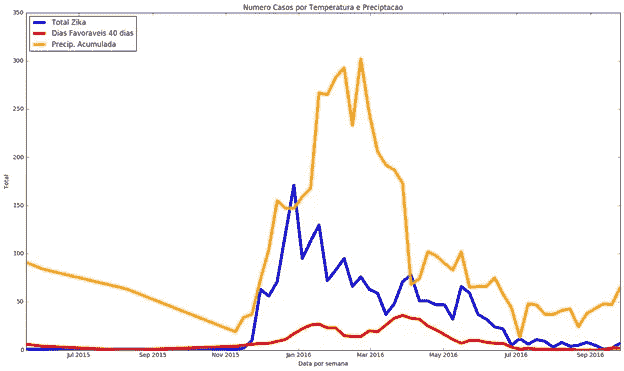 Numero Casos por Temperatura e Preciptacao
Total Zika
Dias Favoraveis 40 dias
Precip. Acumulada
350
300
250
200
150
100
50
0
Total
Jul 2015
Sep 2015
Nov 2015
Jan 2016
Mar 2016
May 2016
Jul 2016
Sep 2016
Data por semana